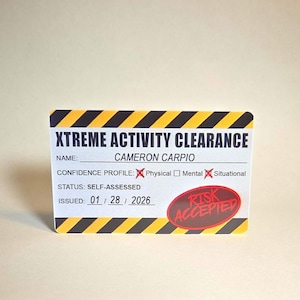 XTREME ACTIVITY CLEARANCE
NAME: CAMERON CARPIO
CONFIDENCE PROFILE: ☒ Physical ☐ Mental ☒ Situational
STATUS: SELF-ASSESSED
ISSUED: 01 / 28 / 2026
RISK
ACCEPTED